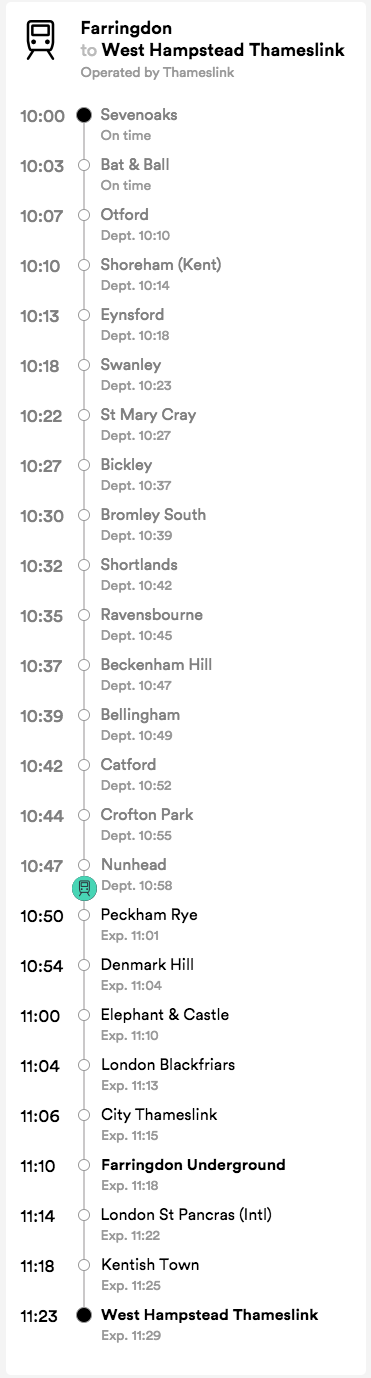 Farringdon
to West Hampstead Thameslink
Operated by Thameslink
10:00 Sevenoaks
On time
10:03 Bat & Ball
On time
10:07 Otford
Dept. 10:10
10:10 Shoreham (Kent)
Dept. 10:14
10:13 Eynsford
Dept. 10:18
10:18 Swanley
Dept. 10:23
10:22 St Mary Cray
Dept. 10:27
10:27 Bickley
Dept. 10:37
10:30 Bromley South
Dept. 10:39
10:32 Shortlands
Dept. 10:42
10:35 Ravensbourne
Dept. 10:45
10:37 Beckenham Hill
Dept. 10:47
10:39 Bellingham
Dept. 10:49
10:42 Catford
Dept. 10:52
10:44 Crofton Park
Dept. 10:55
10:47 Nunhead
Dept. 10:58
10:50 Peckham Rye
Exp. 11:01
10:54 Denmark Hill
Exp. 11:04
11:00 Elephant & Castle
Exp. 11:10
11:04 London Blackfriars
Exp. 11:13
11:06 City Thameslink
Exp. 11:15
11:10 Farringdon Underground
Exp. 11:18
11:14 London St Pancras (Intl)
Exp. 11:22
11:18 Kentish Town
Exp. 11:25
11:23 West Hampstead Thameslink
Exp. 11:29